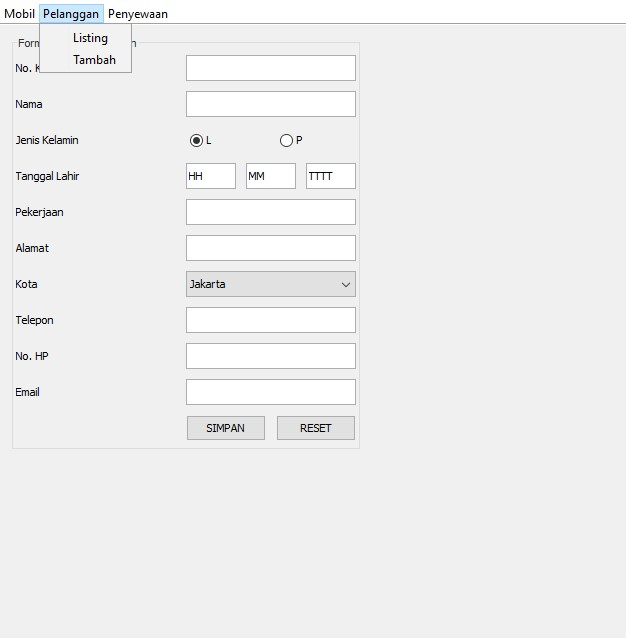 Mobil Pelanggan Penyewaan
Listing
Tambah
No.
Nama
Jenis Kelamin L P
Tanggal Lahir HH MM TTTT
Pekerjaan
Alamat
Kota Jakarta
Telepon
No. HP
Email
SIMPAN RESET